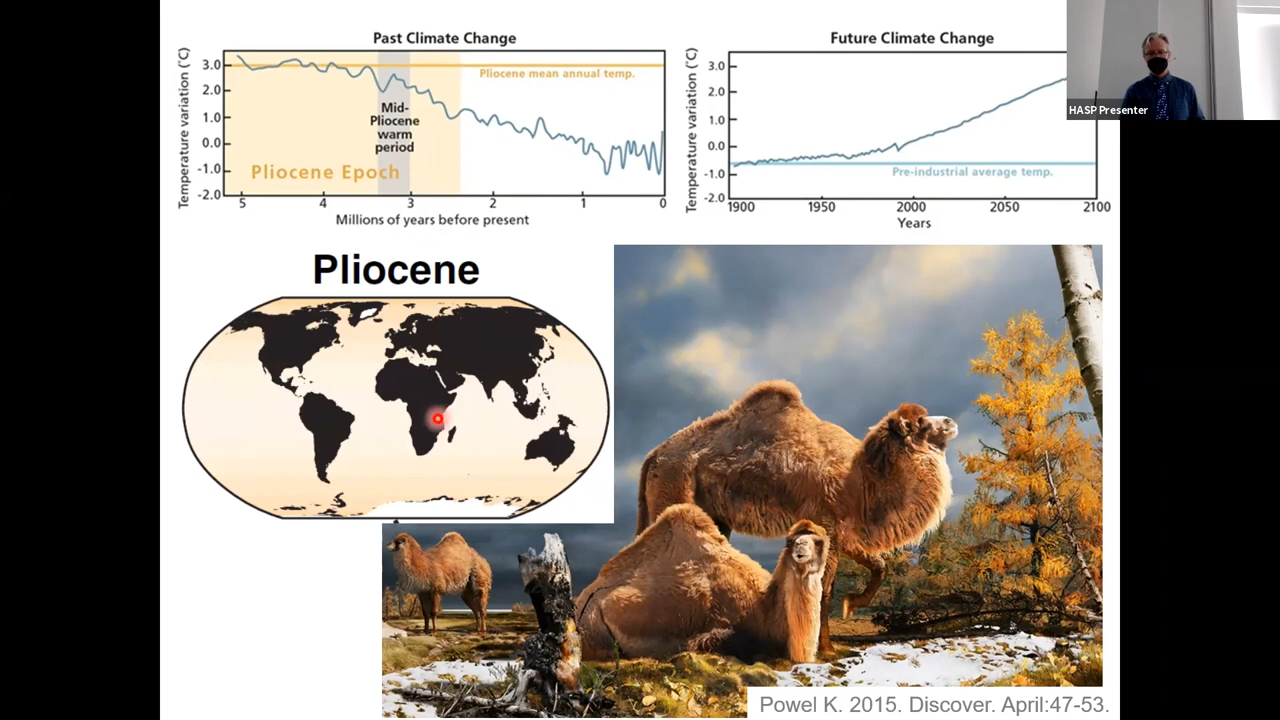 Past Climate Change
Temperature variation (°C)
3.0
2.0
1.0
0.0
-1.0
-2.0
Pliocene mean annual temp.
Mid-
Pliocene
warm
period
Pliocene Epoch
5 4 3 2 1 0
Millions of years before present
Future Climate Change
Temperature variation (°C)
3.0
2.0
1.0
0.0
-1.0
-2.0
Pre-industrial average temp.
1900 1950 2000 2050 2100
Years
HASP Presenter
Pliocene
Powel K. 2015. Discover. April:47-53.